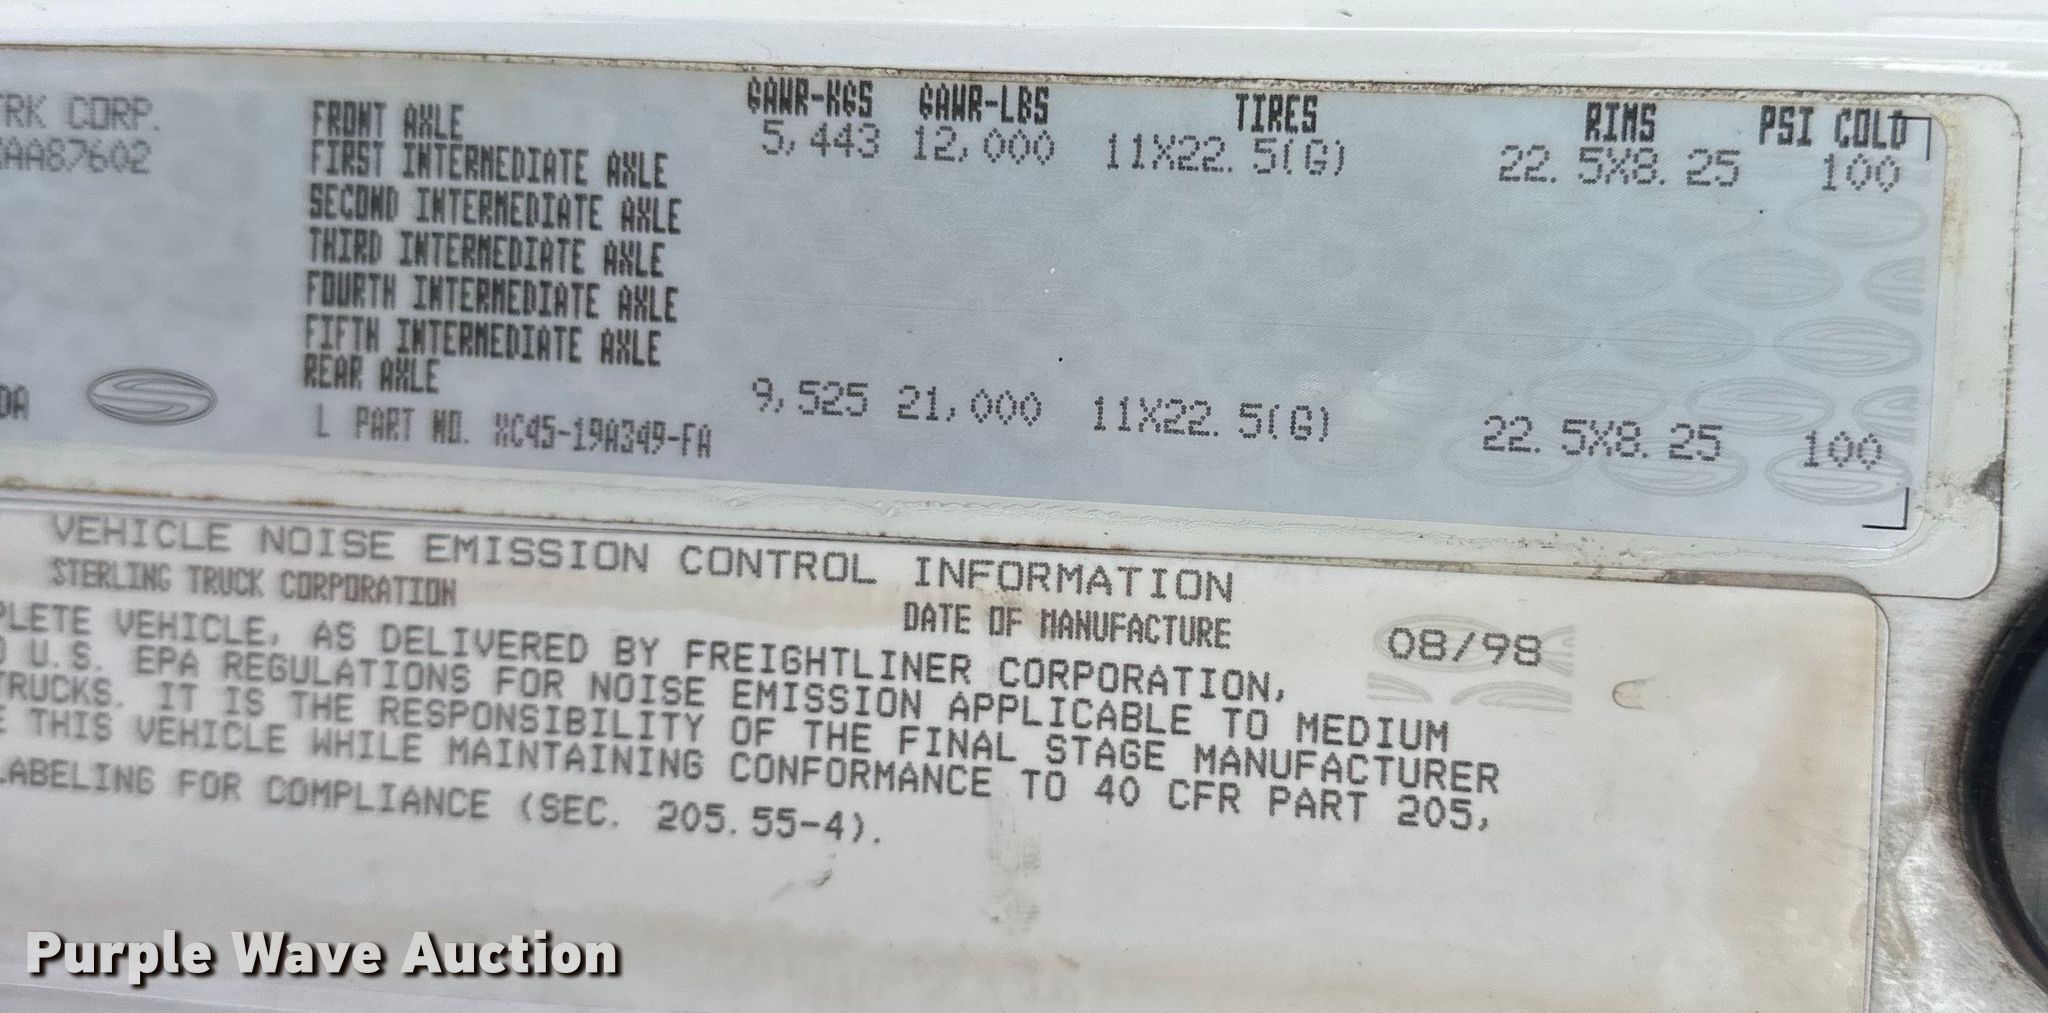 TRK CORP.
AA87602
DA
GAWR-KGS GAWR-LBS TIRES RIMS PSI COLD
FRONT AXLE 5,443 12,000 11X22.5(G) 22.5X8.25 100
FIRST INTERMEDIATE AXLE
SECOND INTERMEDIATE AXLE
THIRD INTERMEDIATE AXLE
FOURTH INTERMEDIATE AXLE
FIFTH INTERMEDIATE AXLE
REAR AXLE 9,525 21,000 11X22.5(G) 22.5X8.25 100
L PART NO. XC45-19A349-FA
VEHICLE NOISE EMISSION CONTROL INFORMATION
STERLING TRUCK CORPORATION
DATE OF MANUFACTURE 08/98
PLETE VEHICLE, AS DELIVERED BY FREIGHTLINER CORPORATION,
O U.S. EPA REGULATIONS FOR NOISE EMISSION APPLICABLE TO MEDIUM
TRUCKS. IT IS THE RESPONSIBILITY OF THE FINAL STAGE MANUFACTURER
E THIS VEHICLE WHILE MAINTAINING CONFORMANCE TO 40 CFR PART 205,
LABELING FOR COMPLIANCE (SEC. 205.55-4).
Purple Wave Auction